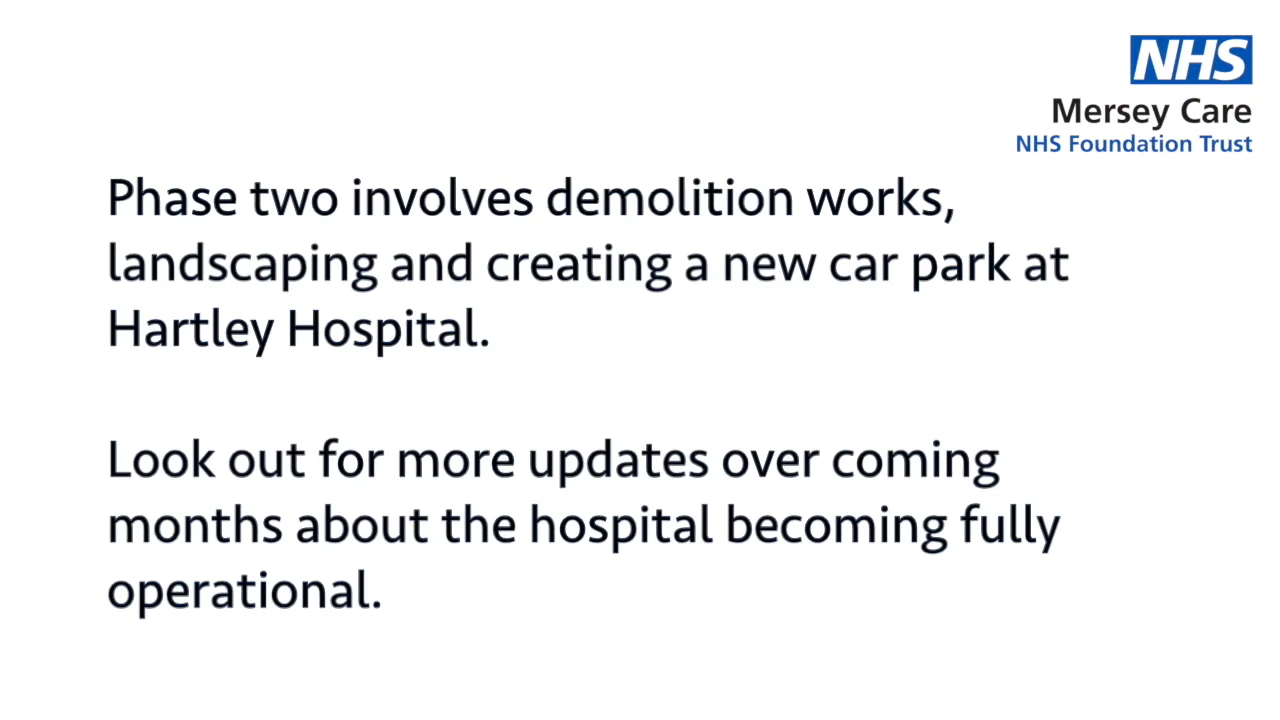 NHS
Mersey Care
NHS Foundation Trust
Phase two involves demolition works,
landscaping and creating a new car park at
Hartley Hospital.
Look out for more updates over coming
months about the hospital becoming fully
operational.